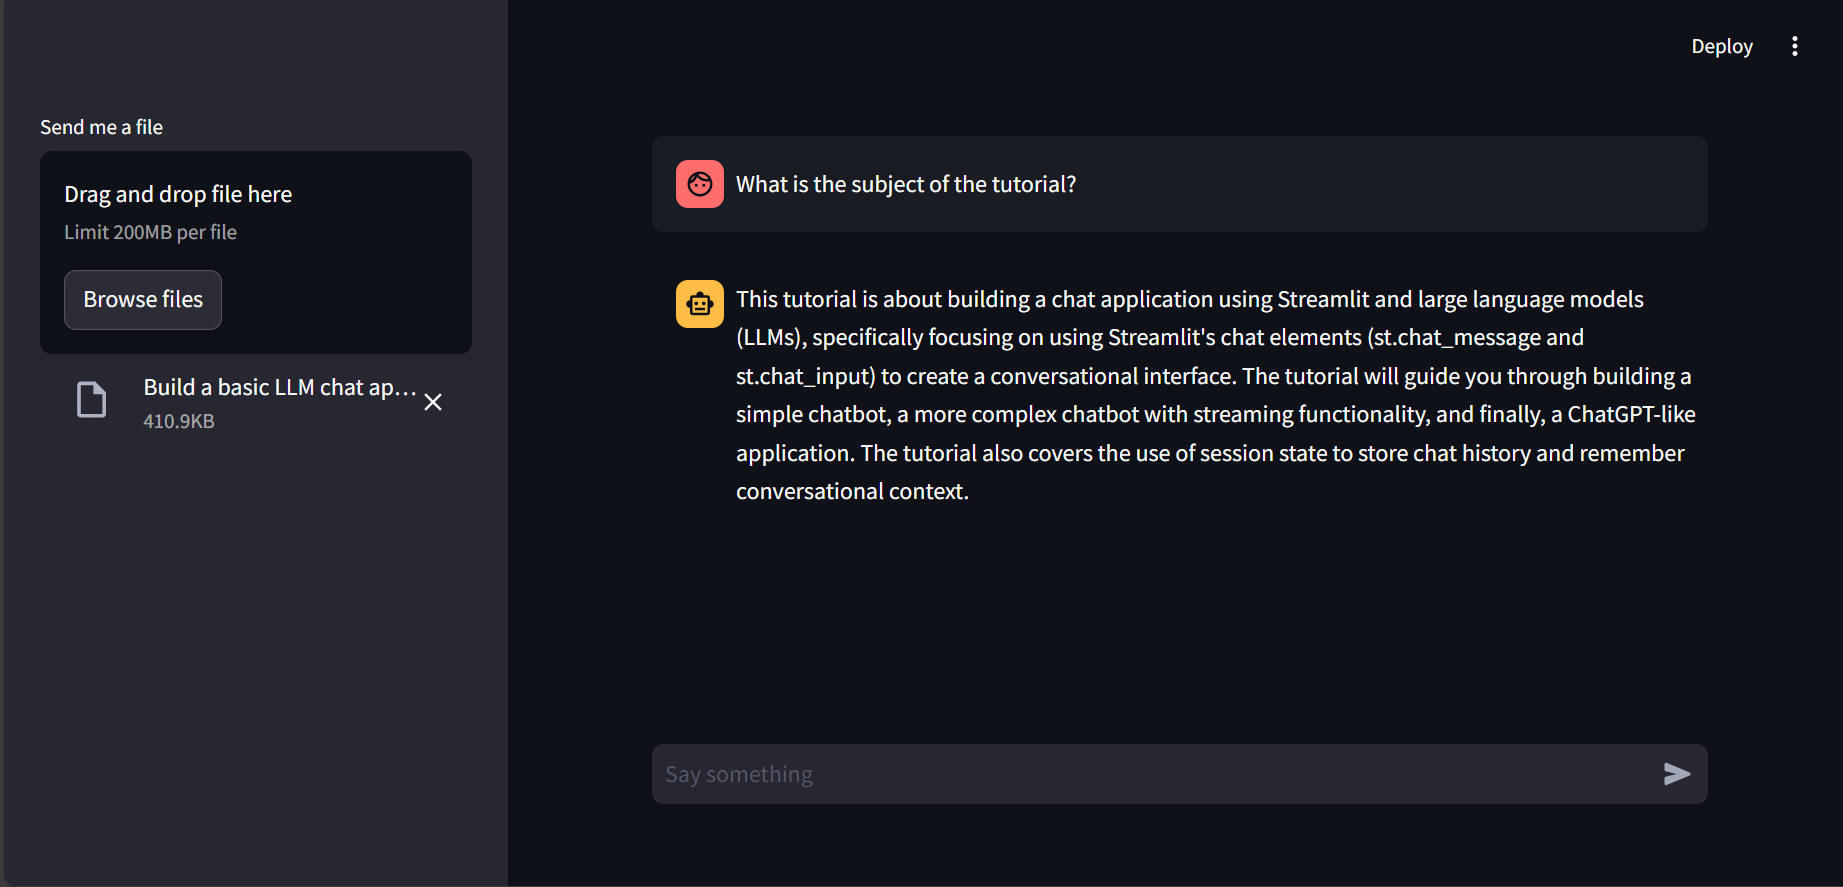 Deploy
Send me a file
Drag and drop file here
Limit 200MB per file
Browse files
Build a basic LLM chat ap...
410.9KB
What is the subject of the tutorial?
This tutorial is about building a chat application using Streamlit and large language models
(LLMs), specifically focusing on using Streamlit's chat elements (st.chat_message and
st.chat_input) to create a conversational interface. The tutorial will guide you through building a
simple chatbot, a more complex chatbot with streaming functionality, and finally, a ChatGPT-like
application. The tutorial also covers the use of session state to store chat history and remember
conversational context.
Say something